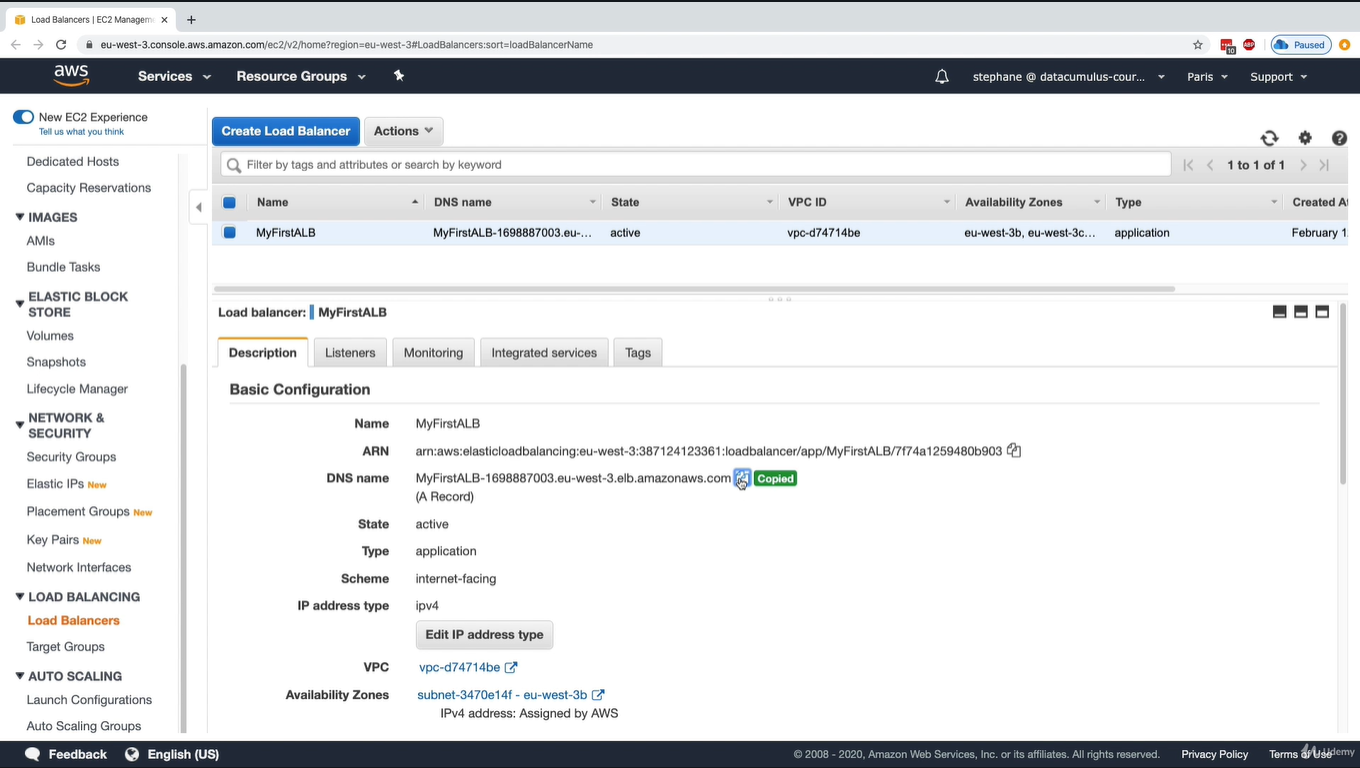 Load Balancers | EC2 Managem
eu-west-3.console.aws.amazon.com/ec2/v2/home?region=eu-west-3#LoadBalancers:sort=loadBalancerName
10
ABP
Paused
aws
Services
Resource Groups
stephane @ datacumulus-cour...
Paris
Support
New EC2 Experience
Tell us what you think
Dedicated Hosts
Capacity Reservations
IMAGES
AMIs
Bundle Tasks
ELASTIC BLOCK
STORE
Volumes
Snapshots
Lifecycle Manager
NETWORK &
SECURITY
Security Groups
Elastic IPs New
Placement Groups New
Key Pairs New
Network Interfaces
LOAD BALANCING
Load Balancers
Target Groups
AUTO SCALING
Launch Configurations
Auto Scaling Groups
Create Load Balancer
Actions
Filter by tags and attributes or search by keyword
1 to 1 of 1
Name DNS name State VPC ID Availability Zones Type Created At
MyFirstALB MyFirstALB-1698887003.eu-... active vpc-d74714be eu-west-3b, eu-west-3c... application February 1
Load balancer: MyFirstALB
Description Listeners Monitoring Integrated services Tags
Basic Configuration
Name MyFirstALB
ARN arn:aws:elasticloadbalancing:eu-west-3:387124123361:loadbalancer/app/MyFirstALB/7f74a1259480b903
DNS name MyFirstALB-1698887003.eu-west-3.elb.amazonaws.com Copied
(A Record)
State active
Type application
Scheme internet-facing
IP address type ipv4
Edit IP address type
VPC vpc-d74714be
Availability Zones subnet-3470e14f - eu-west-3b
IPv4 address: Assigned by AWS
Feedback
English (US)
© 2008 - 2020, Amazon Web Services, Inc. or its affiliates. All rights reserved.
Privacy Policy
Terms of Use
Udemy